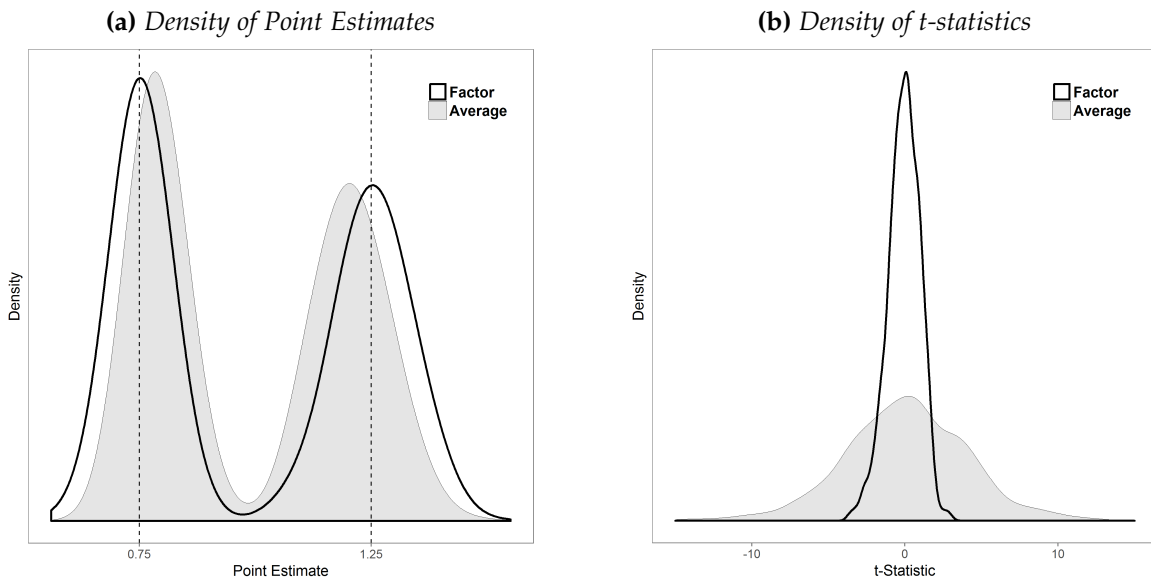 (a) Density of Point Estimates
Factor
Average
Density
0.75
1.25
Point Estimate
(b) Density of t-statistics
Factor
Average
Density
-10
0
10
t-Statistic